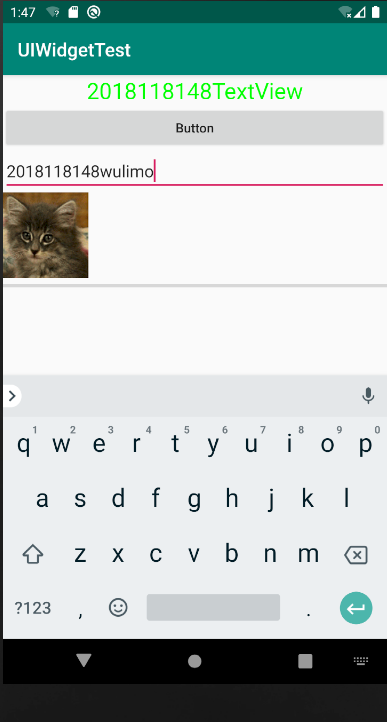 1:47
UIWidgetTest
2018118148TextView
Button
2018118148wulimo
1 2 3 4 5 6 7 8 9 0
q w e r t y u i o p
a s d f g h j k l
z x c v b n m
?123 , .